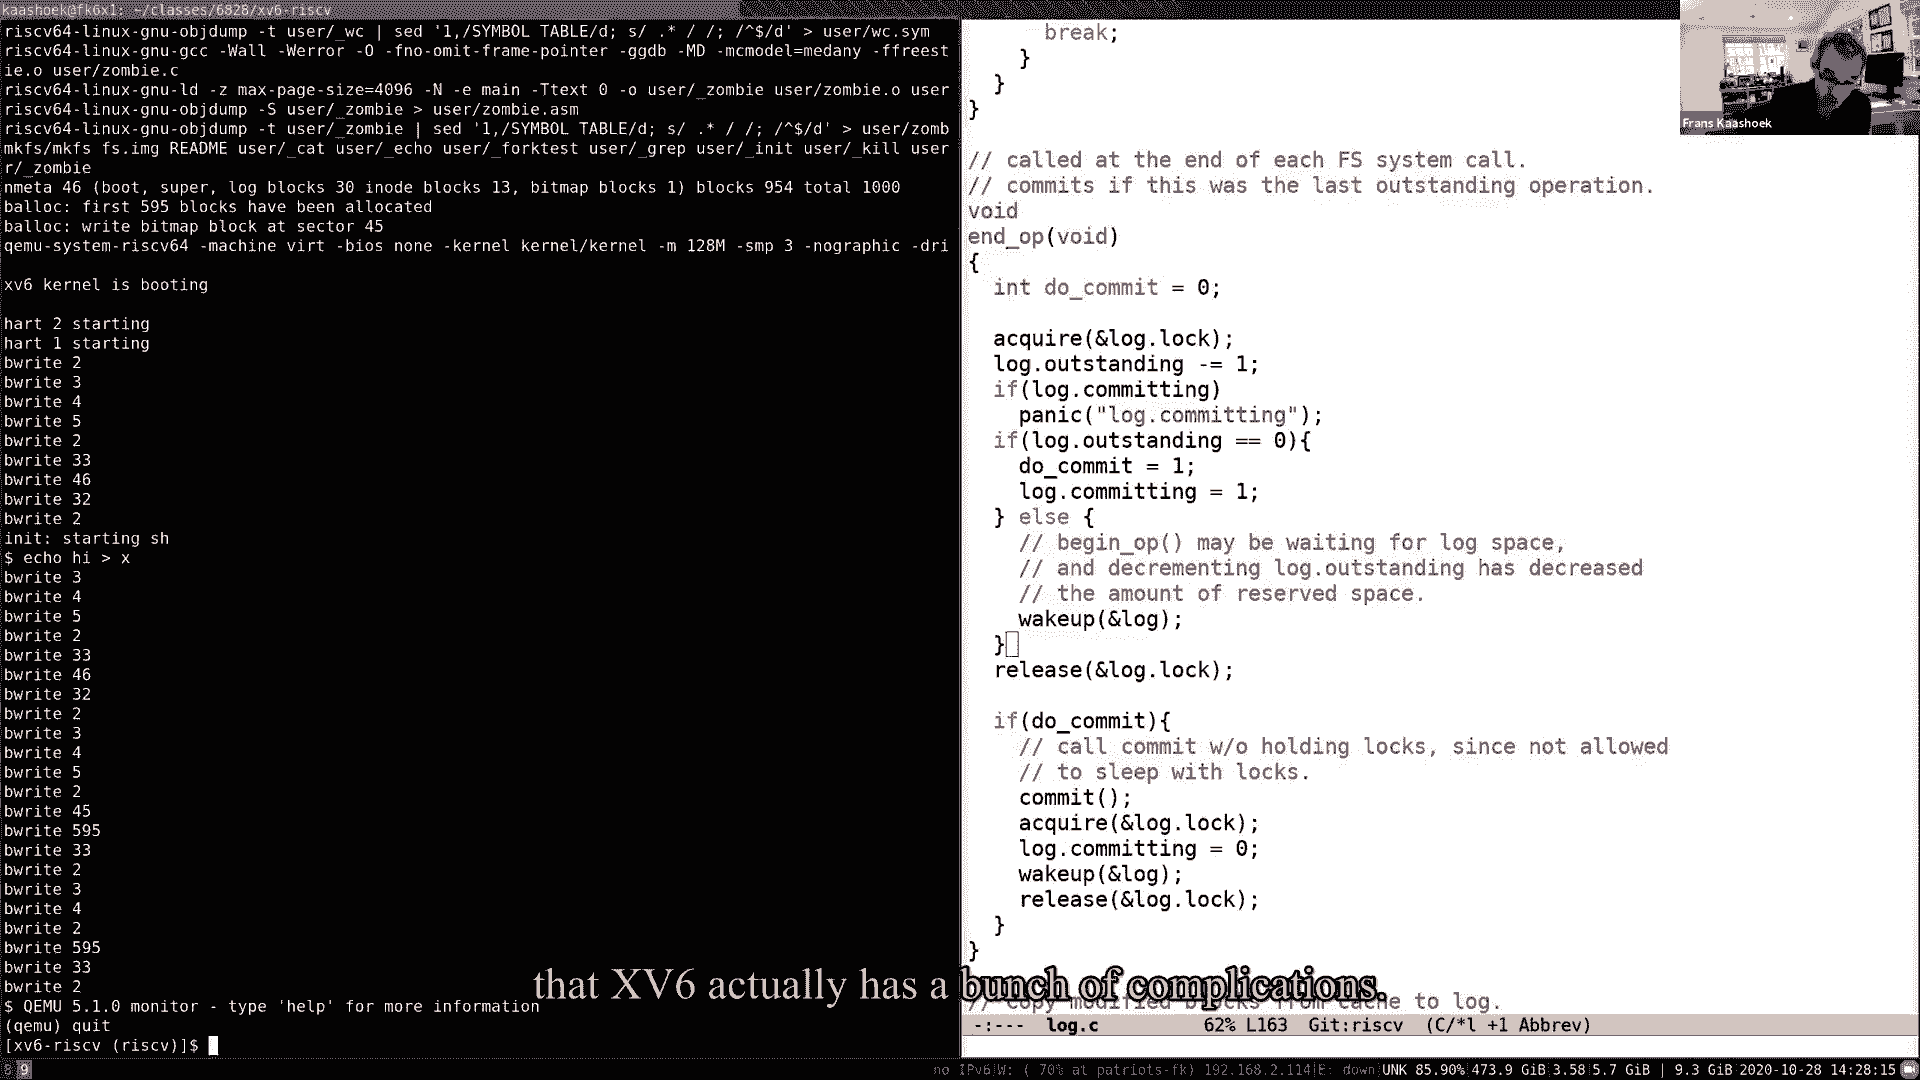 kaashoek@fk6x1: ~/classes/6828/xv6-riscv
riscv64-linux-gnu-objdump -t user/_wc | sed '1,/SYMBOL TABLE/d; s/ .* / /; /^$/d' > user/wc.sym
riscv64-linux-gnu-gcc -Wall -Werror -O -fno-omit-frame-pointer -ggdb -MD -mcmodel=medany -ffreest
ie.o user/zombie.c
riscv64-linux-gnu-ld -z max-page-size=4096 -N -e main -Ttext 0 -o user/_zombie user/zombie.o user
riscv64-linux-gnu-objdump -S user/_zombie > user/zombie.asm
riscv64-linux-gnu-objdump -t user/_zombie | sed '1,/SYMBOL TABLE/d; s/ .* / /; /^$/d' > user/zomb
mkfs/mkfs fs.img README user/_cat user/_echo user/_forktest user/_grep user/_init user/_kill user
r/_zombie
nmeta 46 (boot, super, log blocks 30 inode blocks 13, bitmap blocks 1) blocks 954 total 1000
balloc: first 595 blocks have been allocated
balloc: write bitmap block at sector 45
qemu-system-riscv64 -machine virt -bios none -kernel kernel/kernel -m 128M -smp 3 -nographic -dri
xv6 kernel is booting
hart 2 starting
hart 1 starting
bwrite 2
bwrite 3
bwrite 4
bwrite 5
bwrite 2
bwrite 33
bwrite 46
bwrite 32
bwrite 2
init: starting sh
$ echo hi > x
bwrite 3
bwrite 4
bwrite 5
bwrite 2
bwrite 33
bwrite 46
bwrite 32
bwrite 2
bwrite 3
bwrite 4
bwrite 5
bwrite 2
bwrite 45
bwrite 595
bwrite 33
bwrite 2
bwrite 3
bwrite 4
bwrite 2
bwrite 595
bwrite 33
bwrite 2
$ QEMU 5.1.0 monitor - type 'help' for more information
(qemu) quit
[xv6-riscv (riscv)]$
break;
}
}
}
// called at the end of each FS system call.
// commits if this was the last outstanding operation.
void
end_op(void)
{
int do_commit = 0;
acquire(&log.lock);
log.outstanding -= 1;
if(log.committing)
panic("log.committing");
if(log.outstanding == 0){
do_commit = 1;
log.committing = 1;
} else {
// begin_op() may be waiting for log space,
// and decrementing log.outstanding has decreased
// the amount of reserved space.
wakeup(&log);
}
release(&log.lock);
if(do_commit){
// call commit w/o holding locks, since not allowed
// to sleep with locks.
commit();
acquire(&log.lock);
log.committing = 0;
wakeup(&log);
release(&log.lock);
}
}
// Copy modified blocks from cache to log.
-:--- log.c 62% L163 Git:riscv (C/*l +1 Abbrev)
Frans Kaashoek
that XV6 actually has a bunch of complications.
8 9
no IPv6|W: ( 70% at patriots-fk) 192.168.2.114|E: down|UNK 85.90%|473.9 GiB|3.58|5.7 GiB | 9.3 GiB|2020-10-28 14:28:15